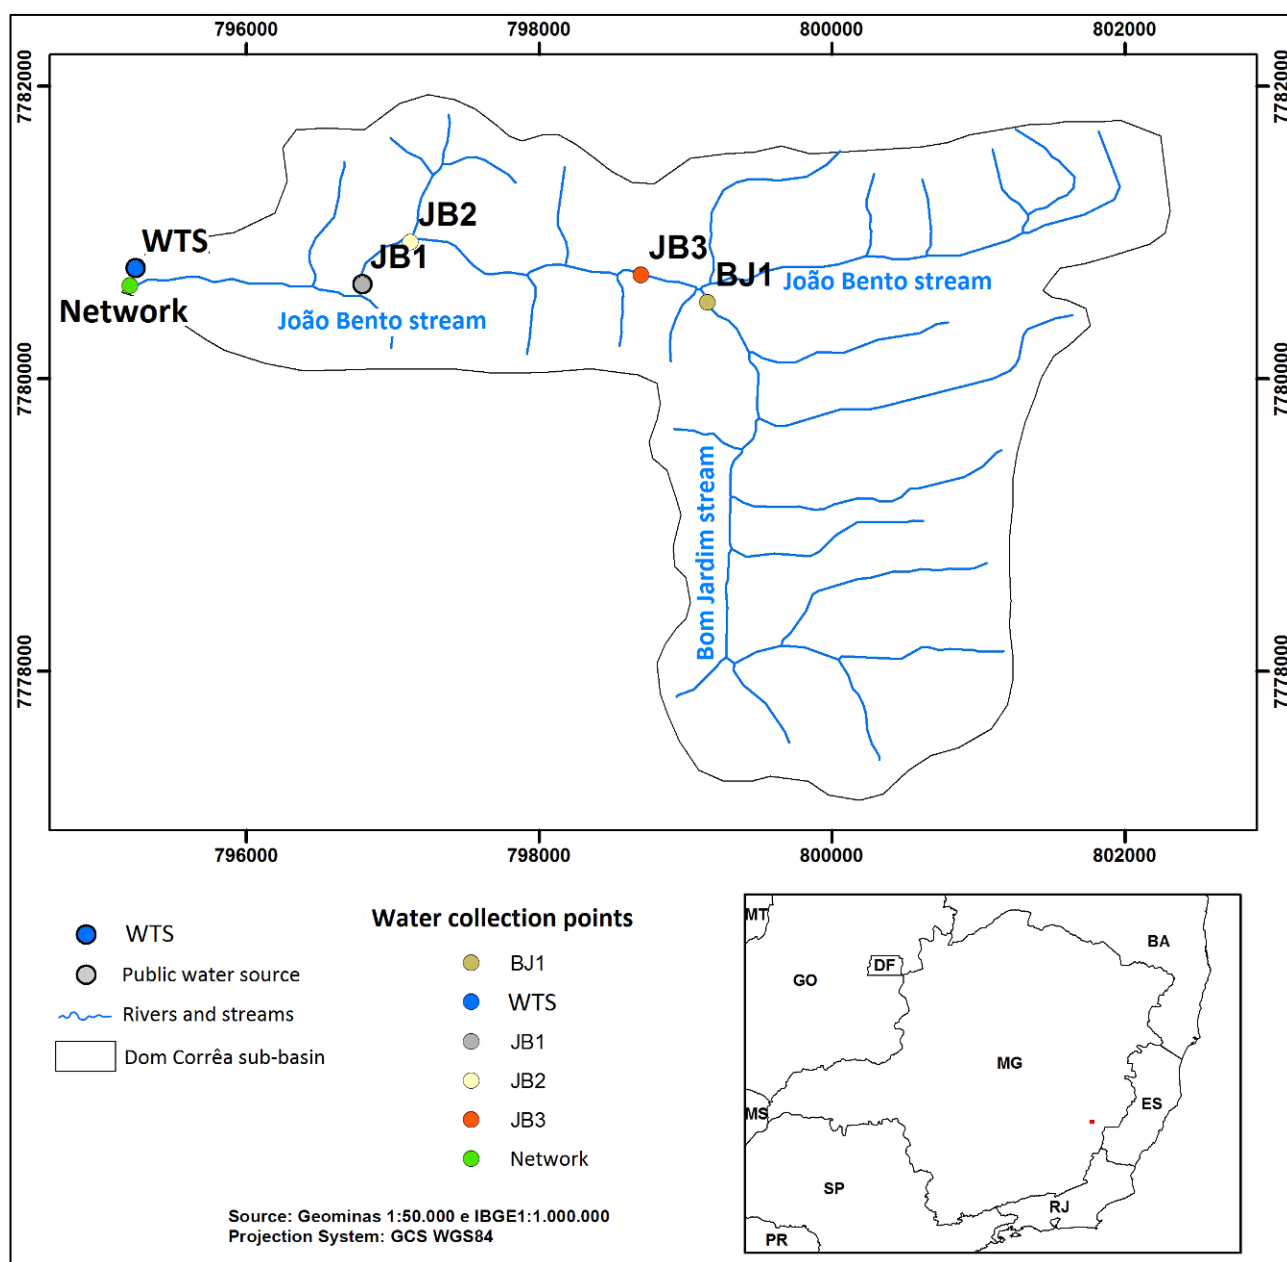 796000 798000 800000 802000
7782000 7782000
WTS
JB2
JB1
JB3
BJ1
Network
João Bento stream
João Bento stream
7780000 7780000
Bom Jardim stream
7778000 7778000
796000 798000 800000 802000
WTS
Public water source
Rivers and streams
Dom Corrêa sub-basin
Water collection points
BJ1
WTS
JB1
JB2
JB3
Network
Source: Geominas 1:50.000 e IBGE1:1.000.000
Projection System: GCS WGS84
MT
BA
DF
GO
MG
MS
ES
SP
RJ
PR